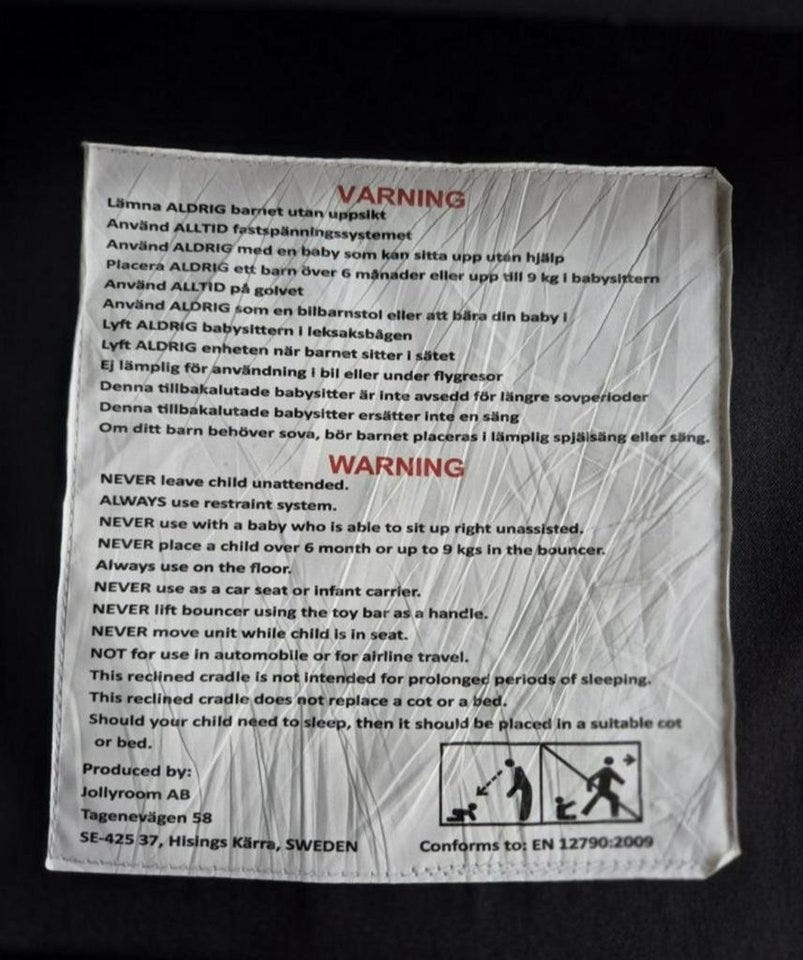 VARNING
Lämna ALDRIG barnet utan uppsikt
Använd ALLTID fastspänningssystemet
Använd ALDRIG med en baby som kan sitta upp utan hjälp
Placera ALDRIG ett barn över 6 månader eller upp till 9 kg i babysittern
Använd ALLTID på golvet
Använd ALDRIG som en bilbarnstol eller att bära din baby i
Lyft ALDRIG babysittern i leksaksbågen
Lyft ALDRIG enheten när barnet sitter i sätet
Ej lämplig för användning i bil eller under flygresor
Denna tillbakalutade babysitter är inte avsedd för längre sovperioder
Denna tillbakalutade babysitter ersätter inte en säng
Om ditt barn behöver sova, bör barnet placeras i lämplig spjälsäng eller säng.
WARNING
NEVER leave child unattended.
ALWAYS use restraint system.
NEVER use with a baby who is able to sit up right unassisted.
NEVER place a child over 6 month or up to 9 kgs in the bouncer.
Always use on the floor.
NEVER use as a car seat or infant carrier.
NEVER lift bouncer using the toy bar as a handle.
NEVER move unit while child is in seat.
NOT for use in automobile or for airline travel.
This reclined cradle is not intended for prolonged periods of sleeping.
This reclined cradle does not replace a cot or a bed.
Should your child need to sleep, then it should be placed in a suitable cot
or bed.
Produced by:
Jollyroom AB
Tagenevägen 58
SE-425 37, Hisings Kärra, SWEDEN
Conforms to: EN 12790:2009